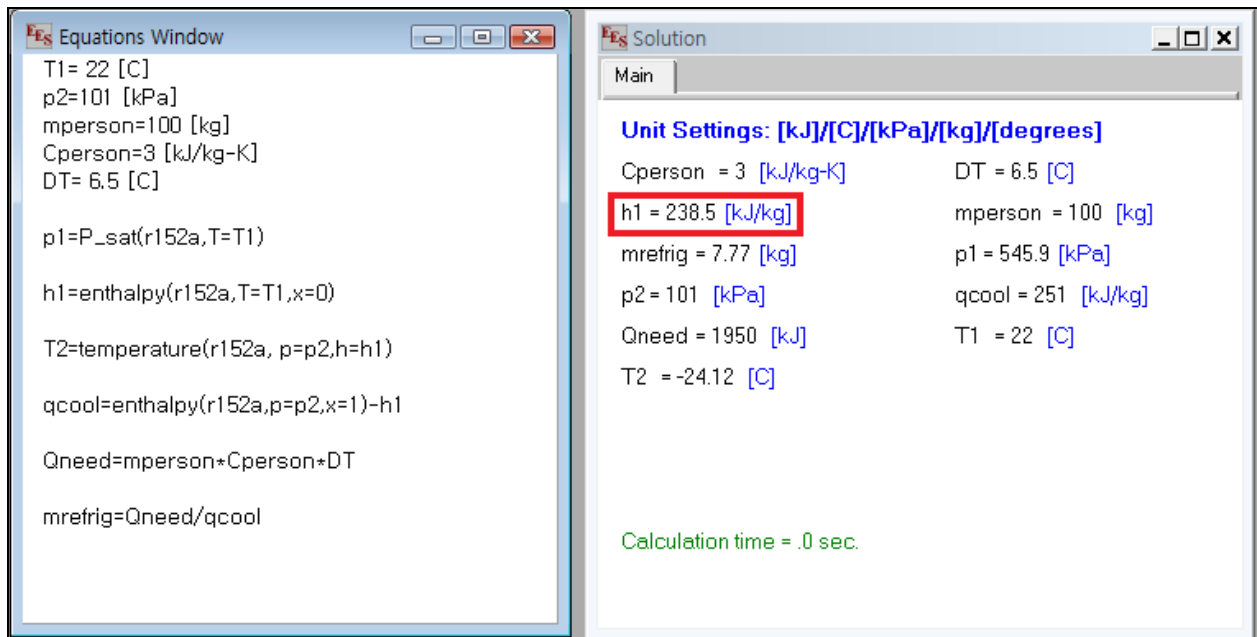 EES Equations Window
T1= 22 [C]
p2=101 [kPa]
mperson=100 [kg]
Cperson=3 [kJ/kg-K]
DT= 6.5 [C]
p1=P_sat(r152a,T=T1)
h1=enthalpy(r152a,T=T1,x=0)
T2=temperature(r152a, p=p2,h=h1)
qcool=enthalpy(r152a,p=p2,x=1)-h1
Qneed=mperson*Cperson*DT
mrefrig=Qneed/qcool
EES Solution
Main
Unit Settings: [kJ]/[C]/[kPa]/[kg]/[degrees]
Cperson = 3 [kJ/kg-K] DT = 6.5 [C]
h1 = 238.5 [kJ/kg] mperson = 100 [kg]
mrefrig = 7.77 [kg] p1 = 545.9 [kPa]
p2 = 101 [kPa] qcool = 251 [kJ/kg]
Qneed = 1950 [kJ] T1 = 22 [C]
T2 = -24.12 [C]
Calculation time = .0 sec.